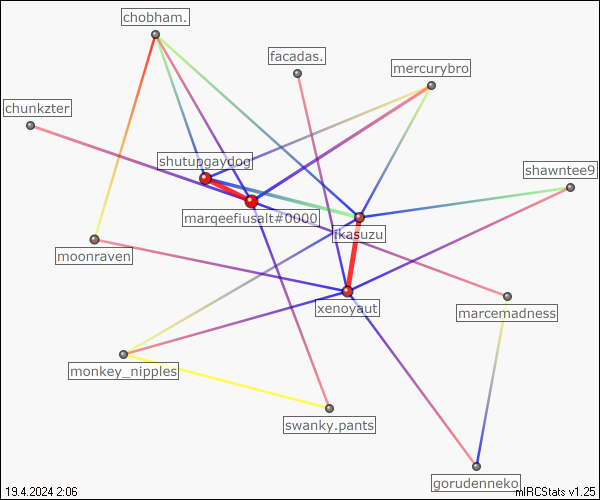 chobham.
facadas.
mercurybro
chunkzter
shutupgaydog
shawntee9
marqeefiusalt#0000
ikasuzu
moonraven
xenoyaut
marcemadness
monkey_nipples
swanky.pants
gorudenneko
19.4.2024 2:06
mIRCStats v1.25